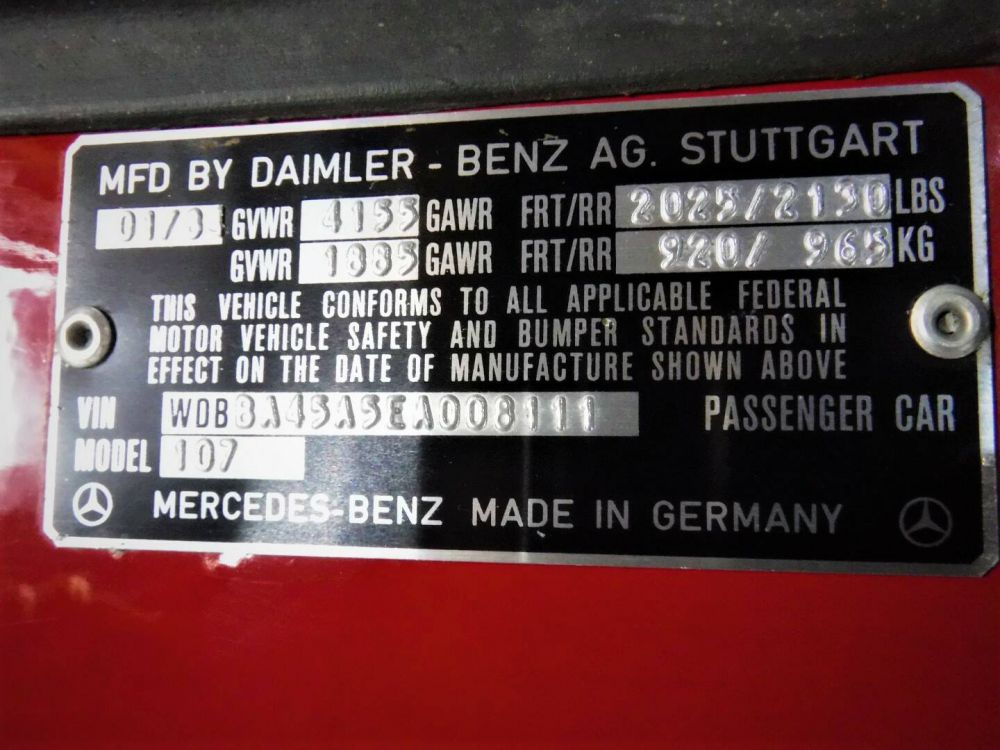 MFD BY DAIMLER - BENZ AG. STUTTGART
GVWR 4155 GAWR FRT/RR 2025/2130 LBS
GVWR 1885 GAWR FRT/RR 920/ 965 KG
THIS VEHICLE CONFORMS TO ALL APPLICABLE FEDERAL
MOTOR VEHICLE SAFETY AND BUMPER STANDARDS IN
EFFECT ON THE DATE OF MANUFACTURE SHOWN ABOVE
VIN WDBBA45A5EA008111 PASSENGER CAR
MODEL 107
MERCEDES-BENZ MADE IN GERMANY